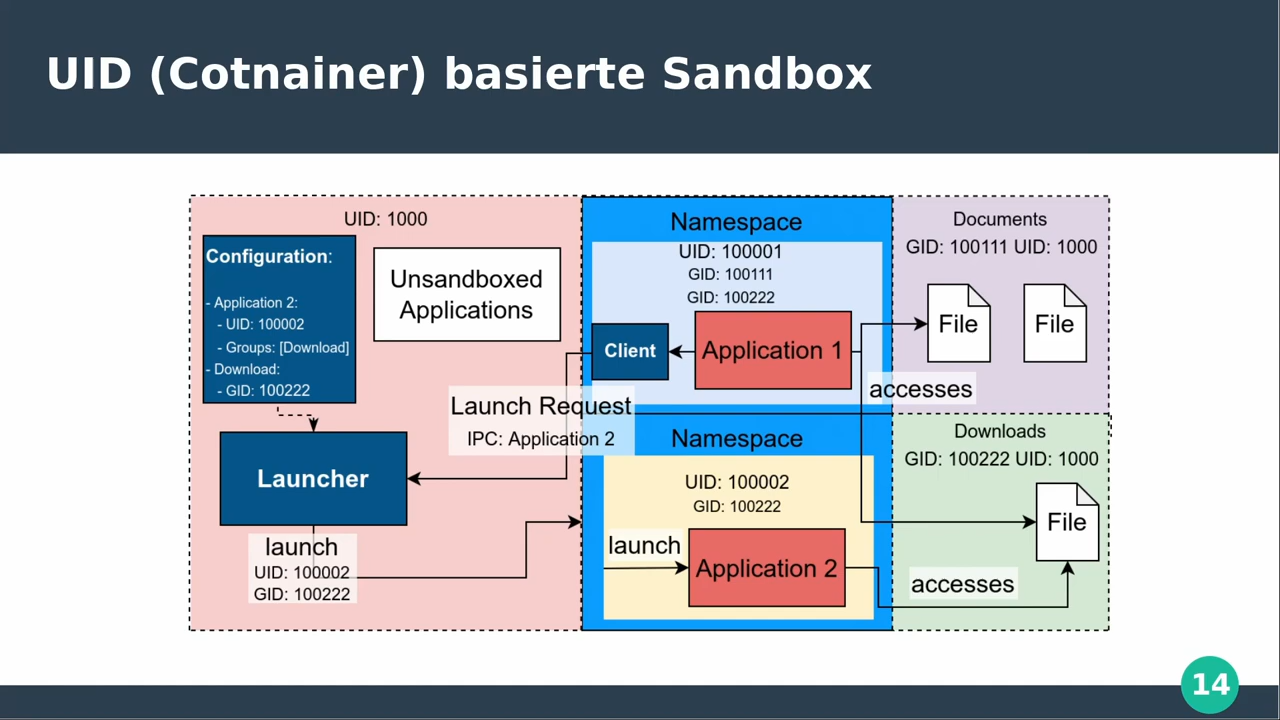 UID (Cotnainer) basierte Sandbox
UID: 1000
Configuration:
- Application 2:
- UID: 100002
- Groups: [Download]
- Download:
- GID: 100222
Unsandboxed
Applications
Launcher
launch
UID: 100002
GID: 100222
Launch Request
IPC: Application 2
Namespace
UID: 100001
GID: 100111
GID: 100222
Client
Application 1
Namespace
UID: 100002
GID: 100222
launch
Application 2
Documents
GID: 100111 UID: 1000
File
File
accesses
Downloads
GID: 100222 UID: 1000
File
accesses
14